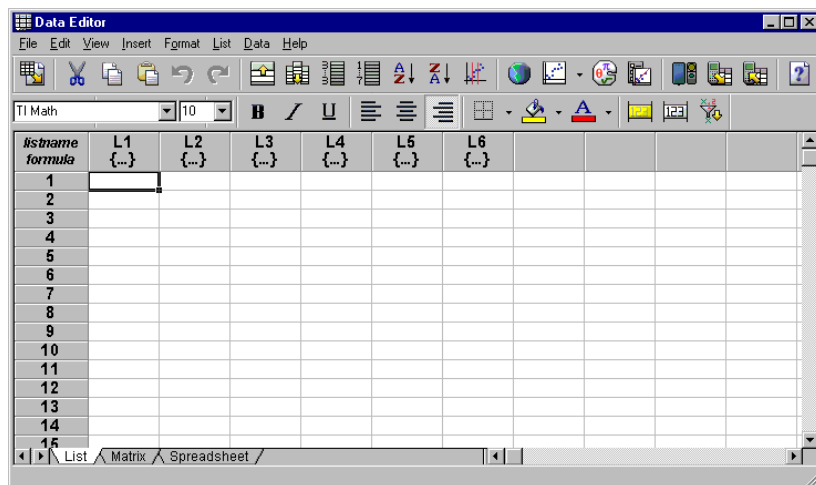 Data Editor
File Edit View Insert Format List Data Help
TI Math 10 B I U A
listname L1 L2 L3 L4 L5 L6
formula {...} {...} {...} {...} {...} {...}
1
2
3
4
5
6
7
8
9
10
11
12
13
14
15
List Matrix Spreadsheet